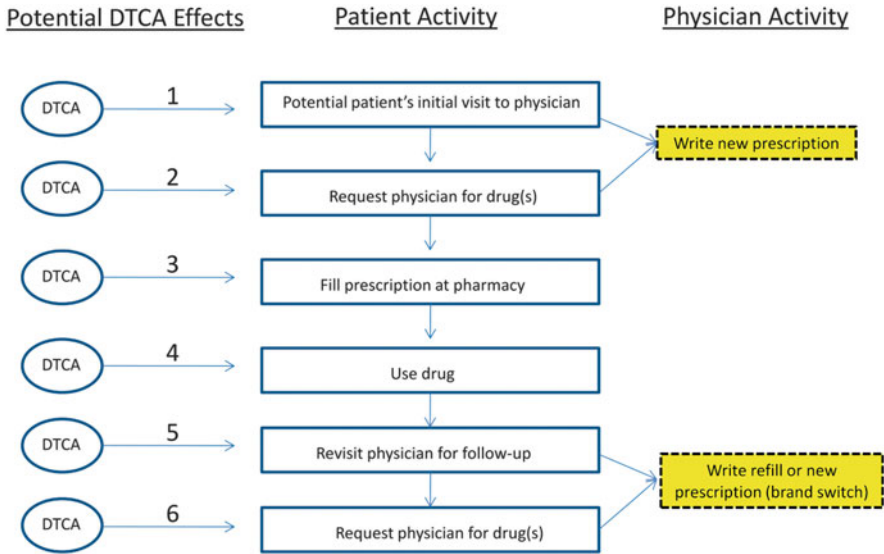 Potential DTCA Effects
Patient Activity
Physician Activity
DTCA
1
Potential patient's initial visit to physician
Write new prescription
DTCA
2
Request physician for drug(s)
DTCA
3
Fill prescription at pharmacy
DTCA
4
Use drug
DTCA
5
Revisit physician for follow-up
Write refill or new
prescription (brand switch)
DTCA
6
Request physician for drug(s)